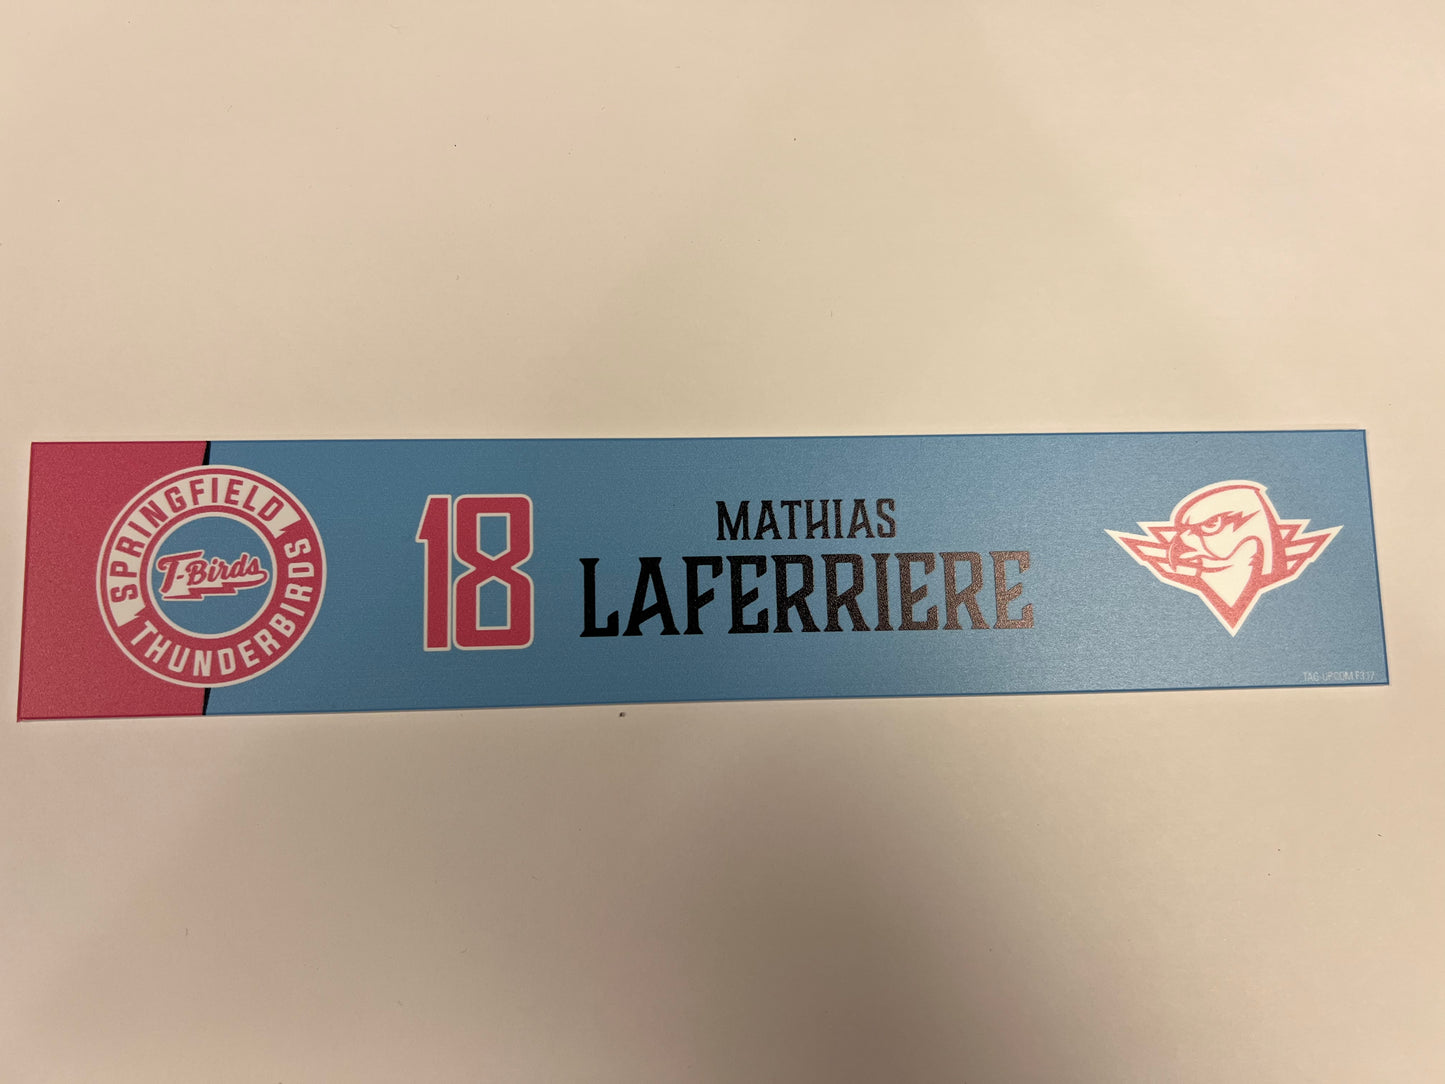 SPRINGFIELD
T-Birds
THUNDERBIRDS
18
MATHIAS
LAFERRIERE